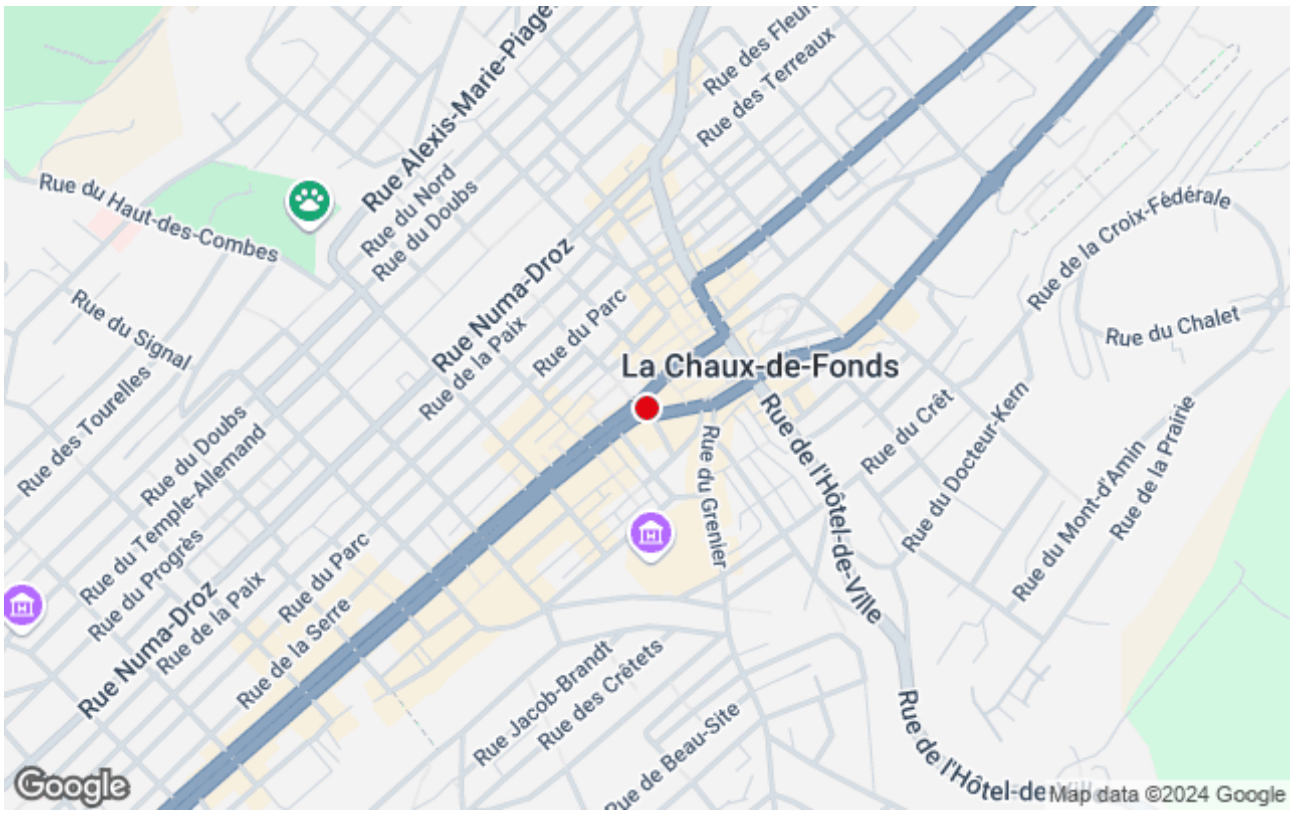 Rue des Fleurs
Rue des Terreaux
Rue Alexis-Marie-Piaget
Rue du Nord
Rue du Doubs
Rue du Haut-des-Combes
Rue de la Croix-Fédérale
Rue du Chalet
Rue Numa-Droz
Rue de la Paix
Rue du Parc
Rue du Signal
Rue des Tourelles
La Chaux-de-Fonds
Rue du Doubs
Rue du Temple-Allemand
Rue du Progrès
Rue Numa-Droz
Rue de la Paix
Rue du Parc
Rue de la Serre
Rue du Grenier
Rue de l'Hôtel-de-Ville
Rue du Crêt
Rue du Docteur-Kern
Rue du Mont-d'Amin
Rue de la Prairie
Rue Jacob-Brandt
Rue des Crêtets
Rue de Beau-Site
Rue de l'Hôtel-de-Ville
Google
Map data ©2024 Google